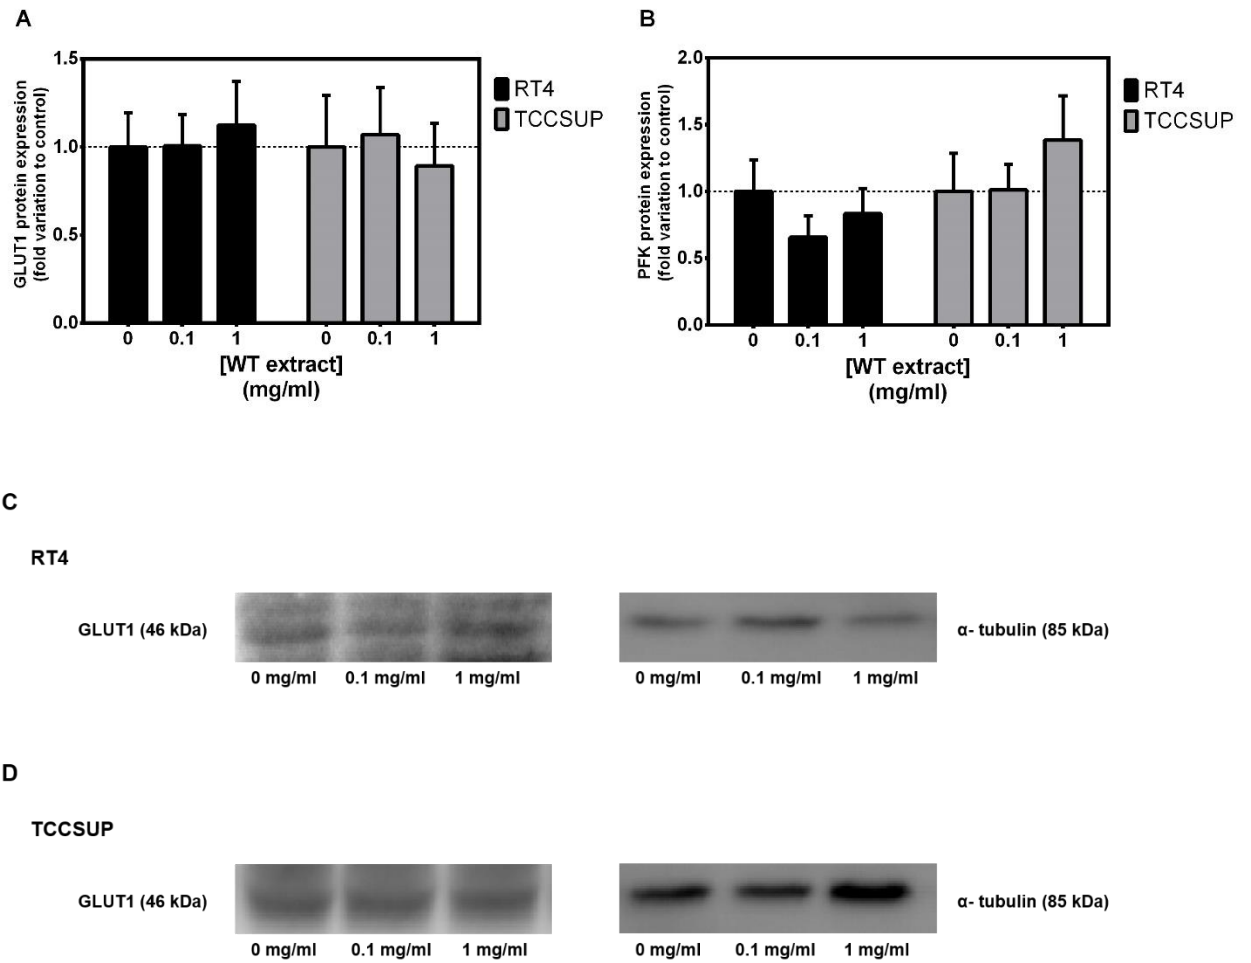 A
GLUT1 protein expression
(fold variation to control)
1.5
1.0
0.5
0.0
0 0.1 1 0 0.1 1
[WT extract]
(mg/ml)
RT4
TCCSUP
B
PFK protein expression
(fold variation to control)
2.0
1.5
1.0
0.5
0.0
0 0.1 1 0 0.1 1
[WT extract]
(mg/ml)
RT4
TCCSUP
C
RT4
GLUT1 (46 kDa)
0 mg/ml 0.1 mg/ml 1 mg/ml
α- tubulin (85 kDa)
0 mg/ml 0.1 mg/ml 1 mg/ml
D
TCCSUP
GLUT1 (46 kDa)
0 mg/ml 0.1 mg/ml 1 mg/ml
α- tubulin (85 kDa)
0 mg/ml 0.1 mg/ml 1 mg/ml